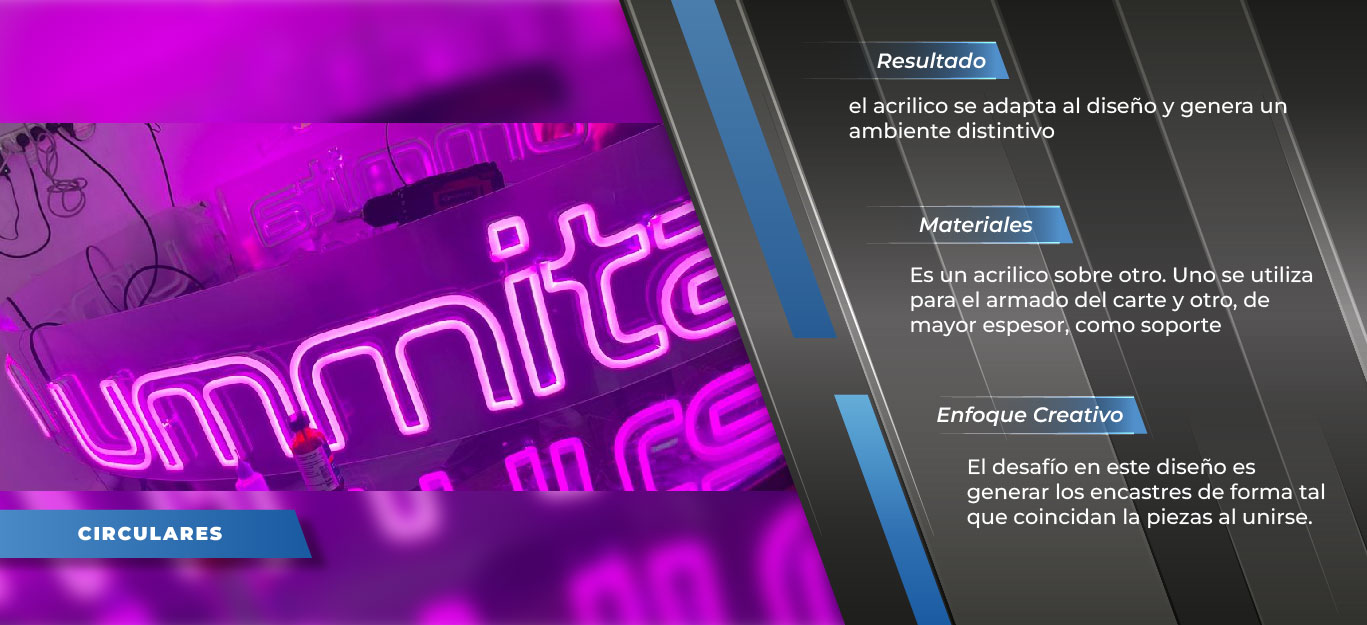 Resultado
el acrilico se adapta al diseño y genera un
ambiente distintivo
Materiales
Es un acrilico sobre otro. Uno se utiliza
para el armado del carte y otro, de
mayor espesor, como soporte
Enfoque Creativo
El desafío en este diseño es
generar los encastres de forma tal
que coincidan la piezas al unirse.
CIRCULARES